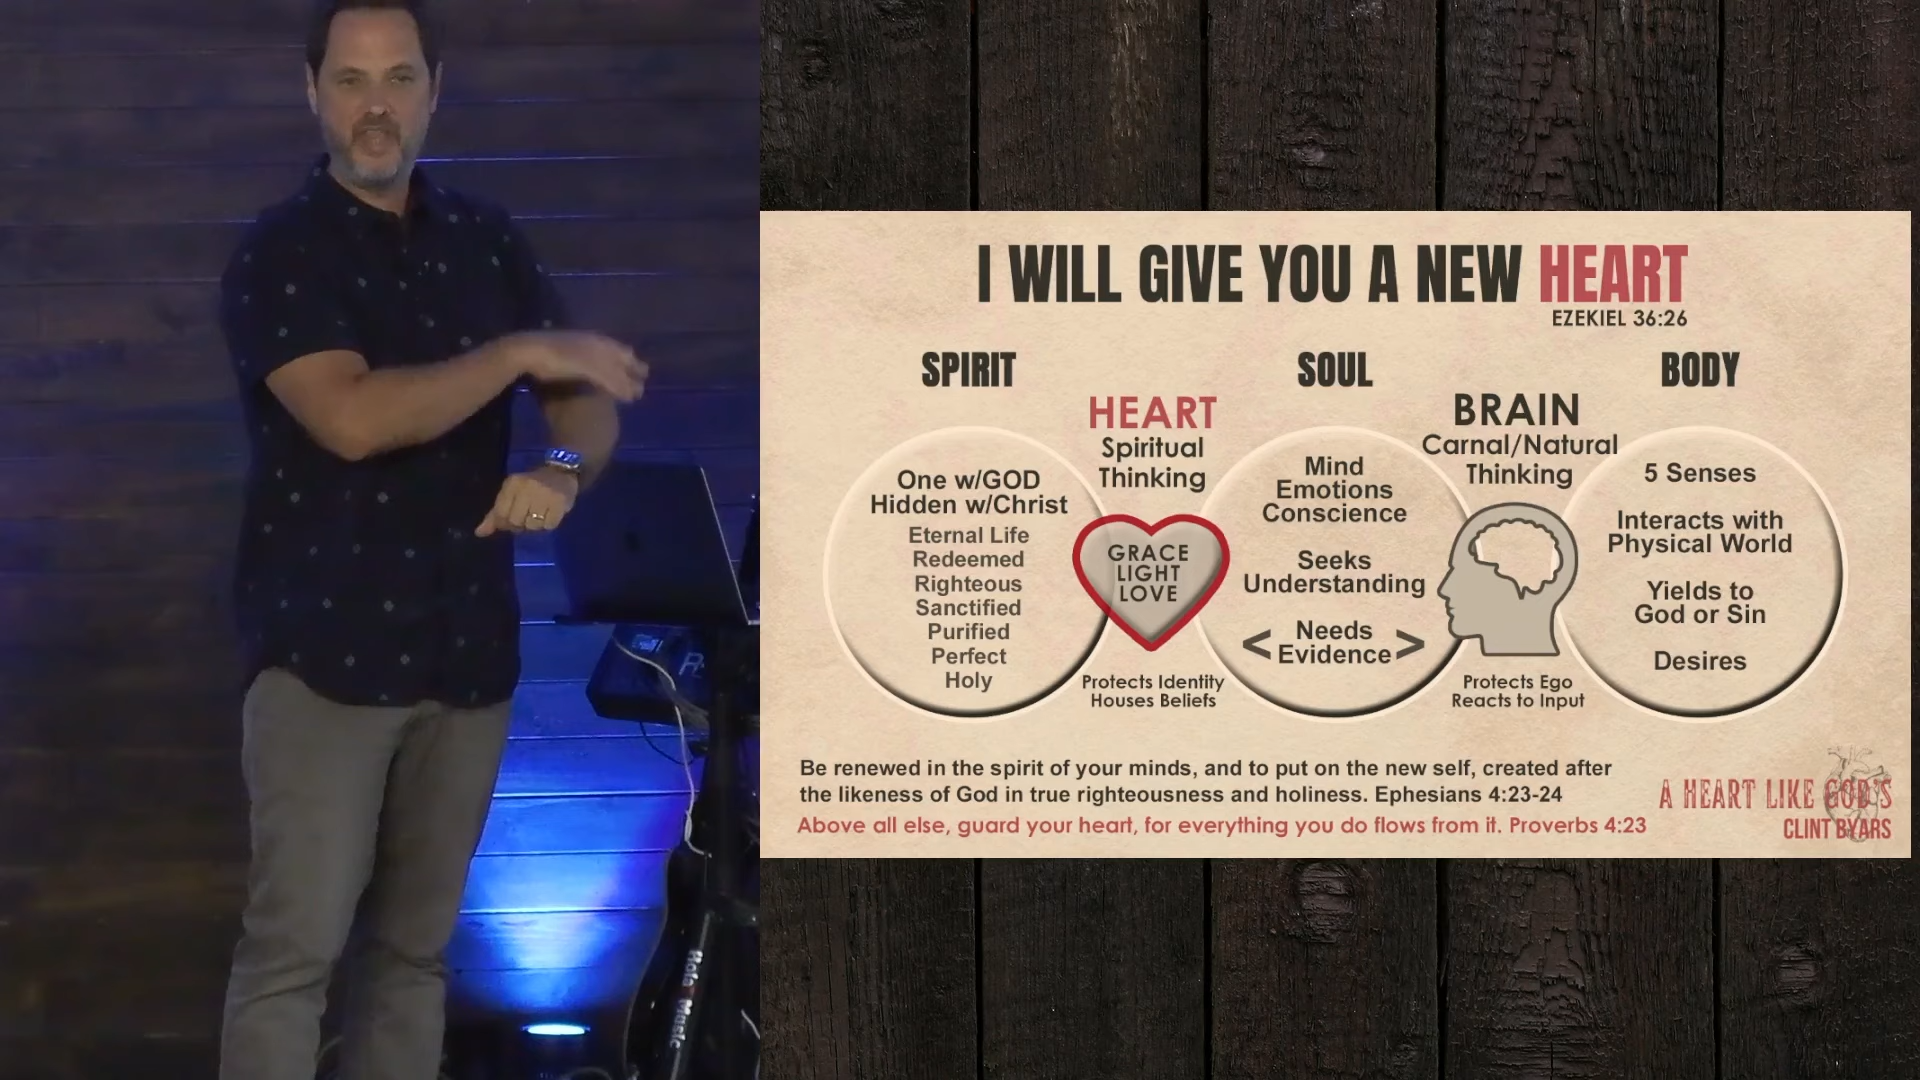 I WILL GIVE YOU A NEW HEART
EZEKIEL 36:26
SPIRIT
One w/GOD
Hidden w/Christ
Eternal Life
Redeemed
Righteous
Sanctified
Purified
Perfect
Holy
HEART
Spiritual
Thinking
GRACE
LIGHT
LOVE
Protects Identity
Houses Beliefs
SOUL
Mind
Emotions
Conscience
Seeks
Understanding
< Needs
Evidence >
BRAIN
Carnal/Natural
Thinking
Protects Ego
Reacts to Input
BODY
5 Senses
Interacts with
Physical World
Yields to
God or Sin
Desires
Be renewed in the spirit of your minds, and to put on the new self, created after
the likeness of God in true righteousness and holiness. Ephesians 4:23-24
Above all else, guard your heart, for everything you do flows from it. Proverbs 4:23
A HEART LIKE GOD'S
CLINT BYARS
Music